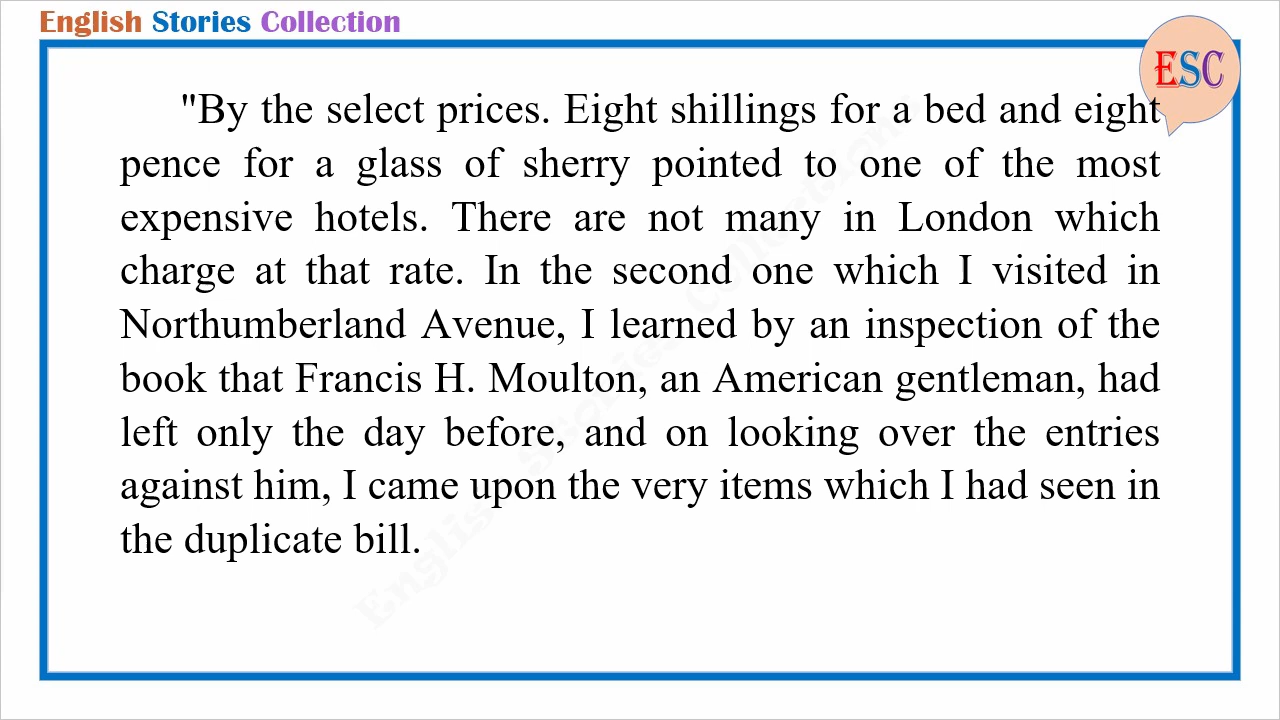 English Stories Collection
ESC
"By the select prices. Eight shillings for a bed and eight
pence for a glass of sherry pointed to one of the most
expensive hotels. There are not many in London which
charge at that rate. In the second one which I visited in
Northumberland Avenue, I learned by an inspection of the
book that Francis H. Moulton, an American gentleman, had
left only the day before, and on looking over the entries
against him, I came upon the very items which I had seen in
the duplicate bill.
English Stories Collections